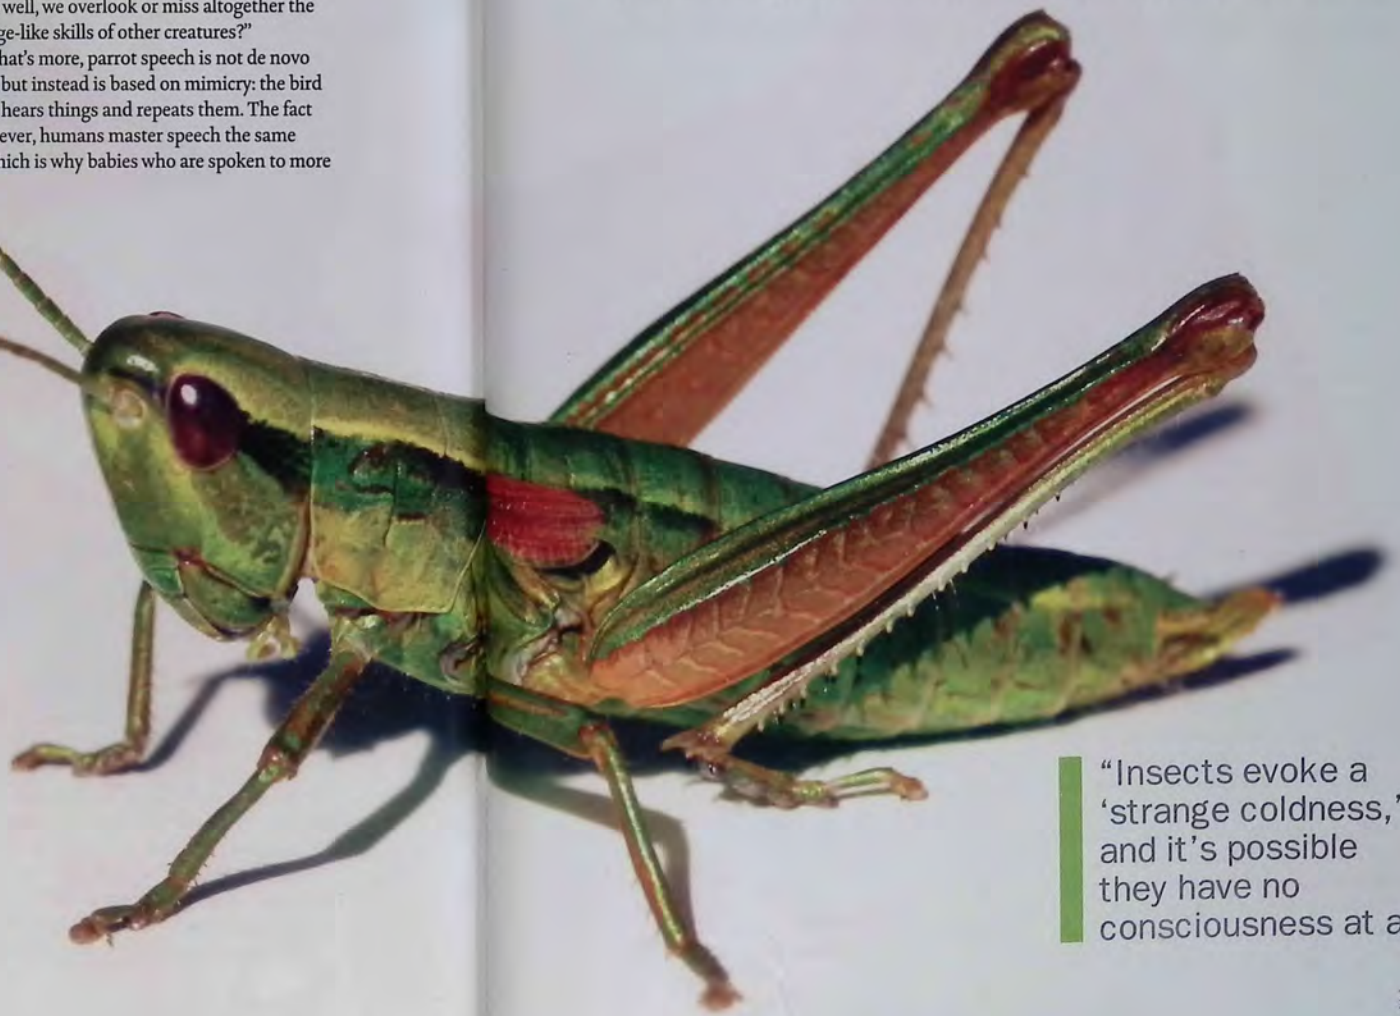 well, we overlook or miss altogether the
ge-like skills of other creatures?”
hat’s more, parrot speech is not de novo
but instead is based on mimicry: the bird
hears things and repeats them. The fact
ever, humans master speech the same
hich is why babies who are spoken to more
“Insects evoke a
‘strange coldness,’
and it’s possible
they have no
consciousness at a